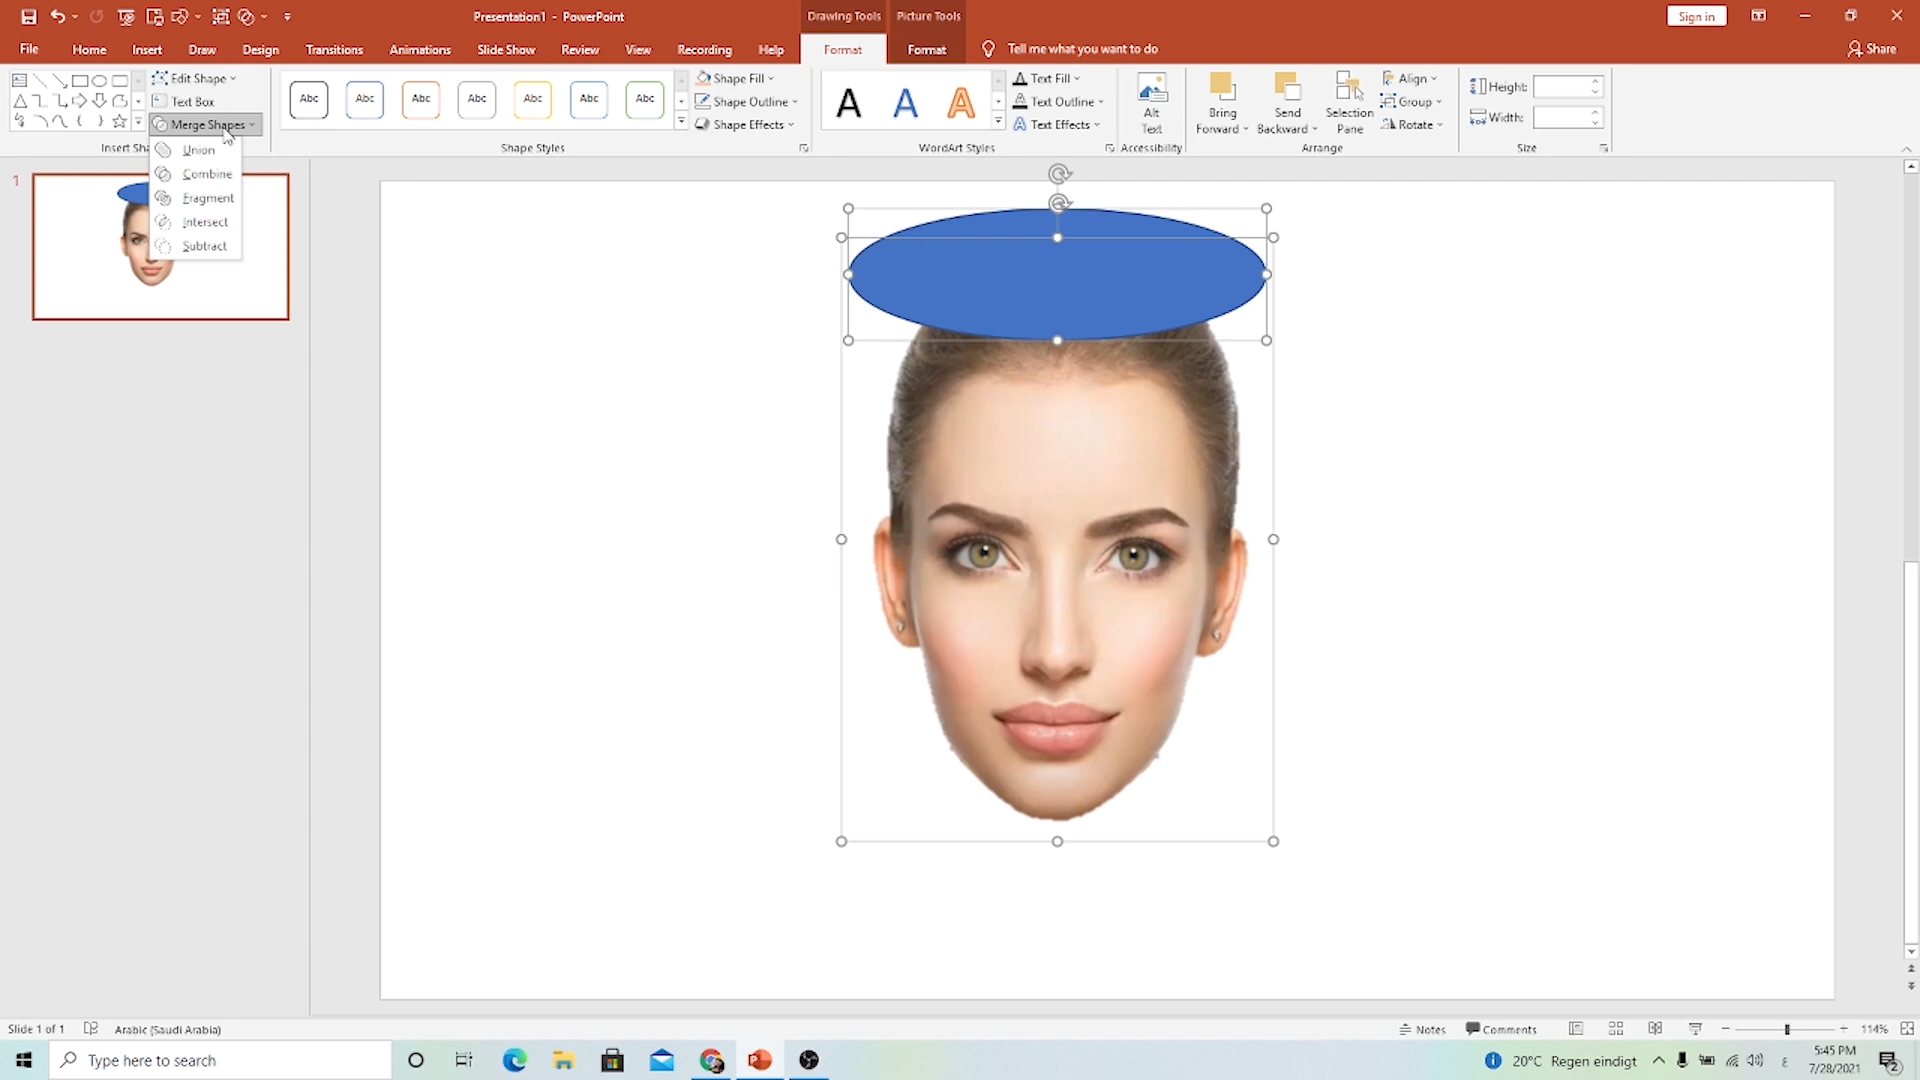 Presentation1 - PowerPoint
Drawing Tools
Picture Tools
Sign in
File
Home
Insert
Draw
Design
Transitions
Animations
Slide Show
Review
View
Recording
Help
Format
Format
Tell me what you want to do
Share
Edit Shape
Text Box
Merge Shapes
Insert Sha
Union
Combine
Fragment
Intersect
Subtract
Abc
Abc
Abc
Abc
Abc
Abc
Abc
Shape Styles
Shape Fill
Shape Outline
Shape Effects
A
A
A
WordArt Styles
Text Fill
Text Outline
Text Effects
Alt
Text
Accessibility
Bring
Forward
Send
Backward
Selection
Pane
Align
Group
Rotate
Arrange
Height:
Width:
Size
1
Slide 1 of 1
Arabic (Saudi Arabia)
Notes
Comments
114%
Type here to search
20°C Regen eindigt
ع
5:45 PM
7/28/2021
2